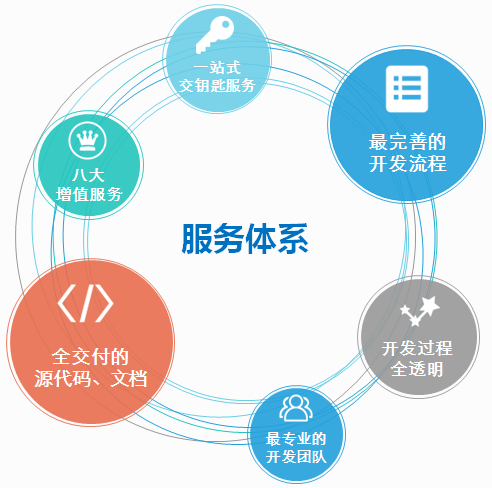 一站式
交钥匙服务
最完善的
开发流程
八大
增值服务
服务体系
开发过程
全透明
全交付的
源代码、文档
最专业的
开发团队